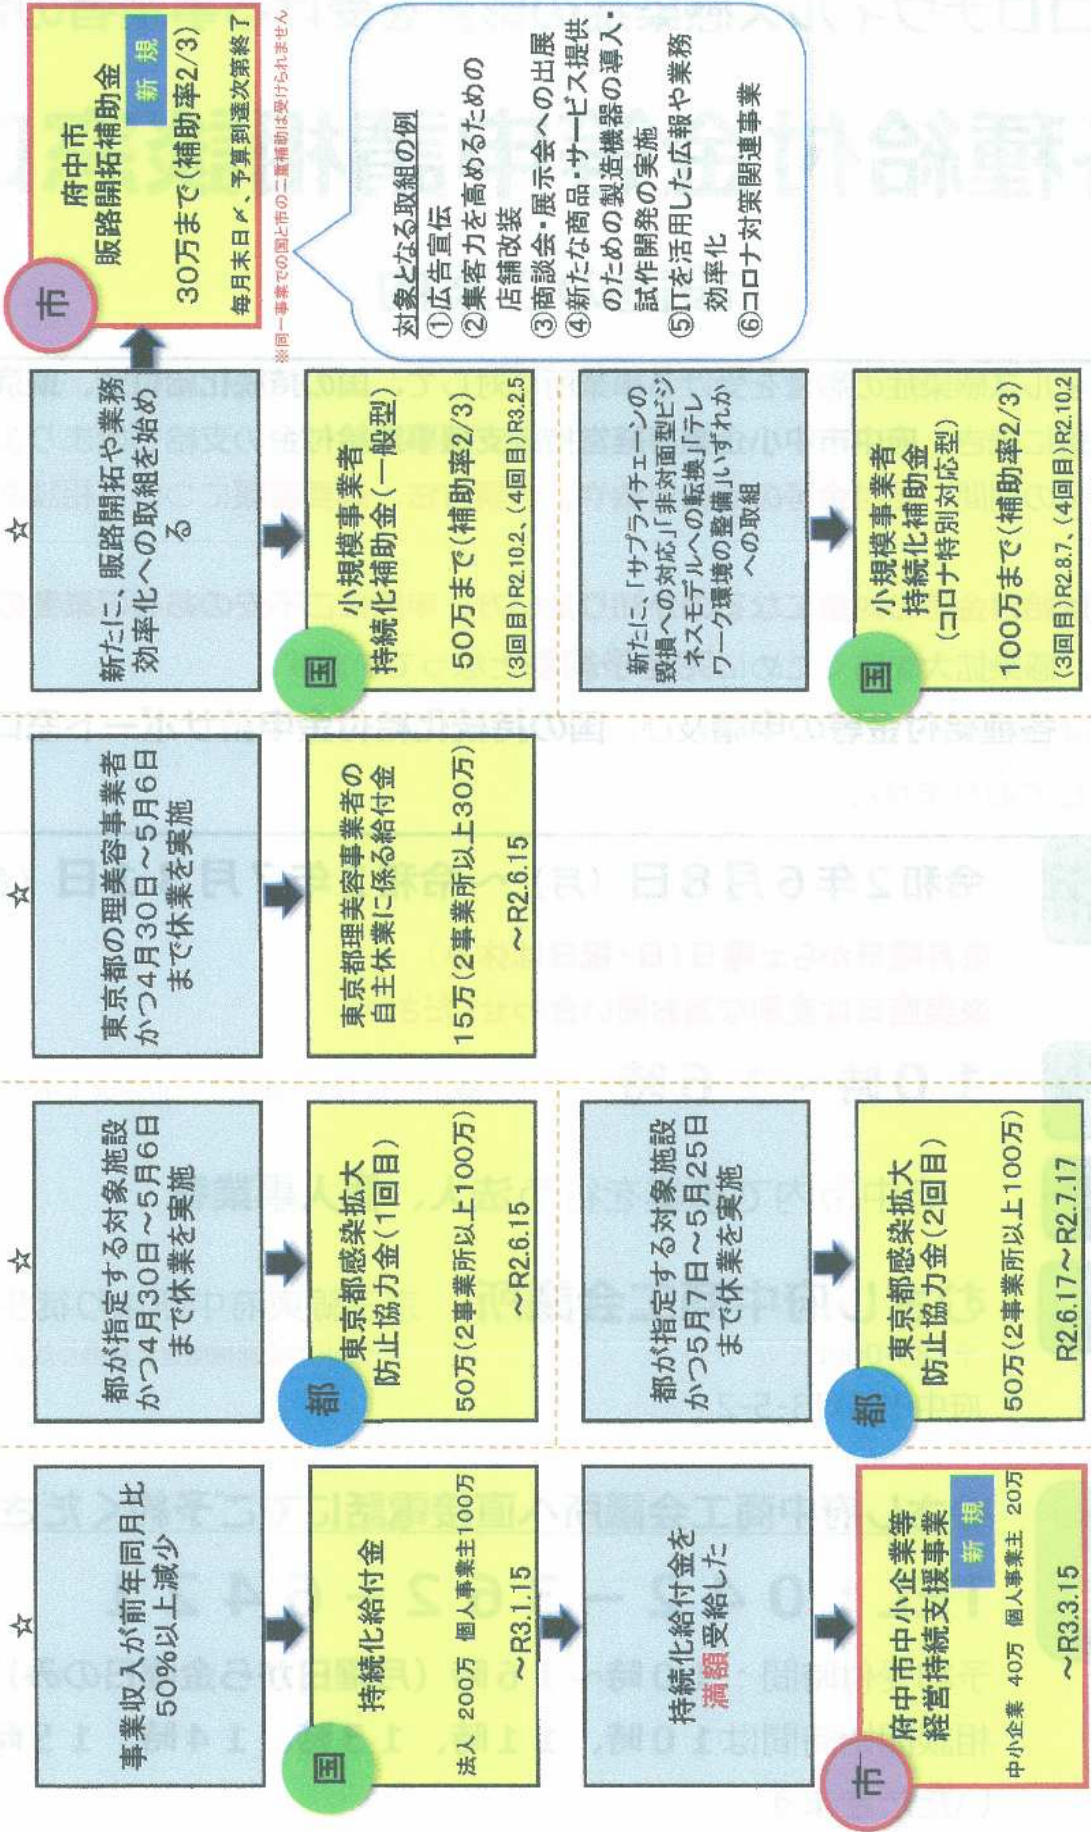 ☆
事業収入が前年同月比
50%以上減少
国
持続化給付金
法人 200万 個人事業主100万
～R3.1.15
持続化給付金を
満額受給した
市
府中市中小企業等
経営持続支援事業
新 規
中小企業 40万 個人事業主 20万
～R3.3.15
☆
都が指定する対象施設
かつ4月30日～5月6日
まで休業を実施
都
東京都感染拡大
防止協力金(1回目)
50万(2事業所以上100万)
～R2.6.15
都が指定する対象施設
かつ5月7日～5月25日
まで休業を実施
都
東京都感染拡大
防止協力金(2回目)
50万(2事業所以上100万)
R2.6.17～R2.7.17
☆
東京都の理美容事業者
かつ4月30日～5月6日
まで休業を実施
東京都理美容事業者の
自主休業に係る給付金
15万(2事業所以上30万)
～R2.6.15
☆
新たに、販路開拓や業務
効率化への取組を始め
る
国
小規模事業者
持続化補助金(一般型)
50万まで(補助率2/3)
(3回目R2.10.2、(4回目)R3.2.5
新たに、「サプライチェーンの
毀損への対応」「非対面型ビジ
ネスモデルへの転換」「テレ
ワーク環境の整備」いずれか
への取組
国
小規模事業者
持続化補助金
(コロナ特別対応型)
100万まで(補助率2/3)
(3回目)R2.8.7、(4回目)R2.10.2
市
府中市
販路開拓補助金
新 規
30万まで(補助率2/3)
毎月末日〆、予算到達次第終了
※同一事業での国と市の二重補助は受けられません
対象となる取組の例
①広告宣伝
②集客力を高めるための
店舗改装
③商談会・展示会への出展
④新たな商品・サービス提供
のための製造機器の導入・
試作開発の実施
⑤ITを活用した広報や業務
効率化
⑥コロナ対策関連事業